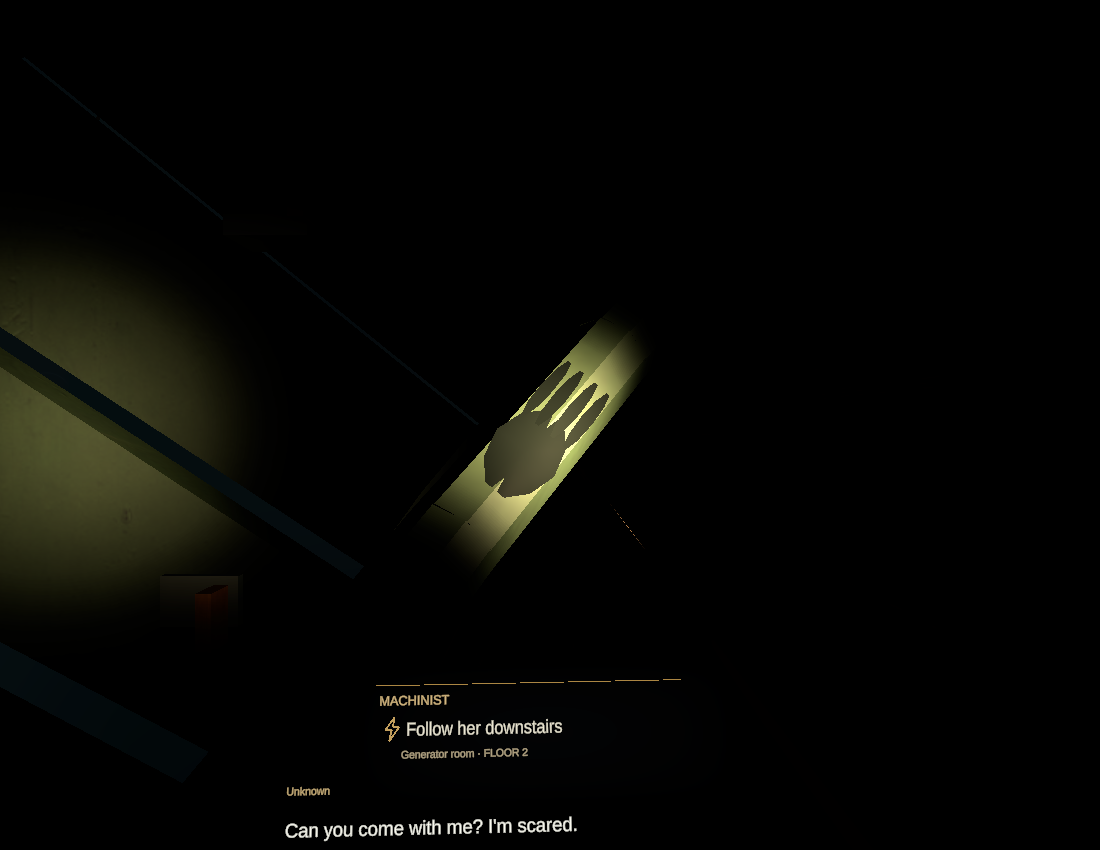 MACHINIST
Follow her downstairs
Generator room · FLOOR 2
Unknown
Can you come with me? I'm scared.